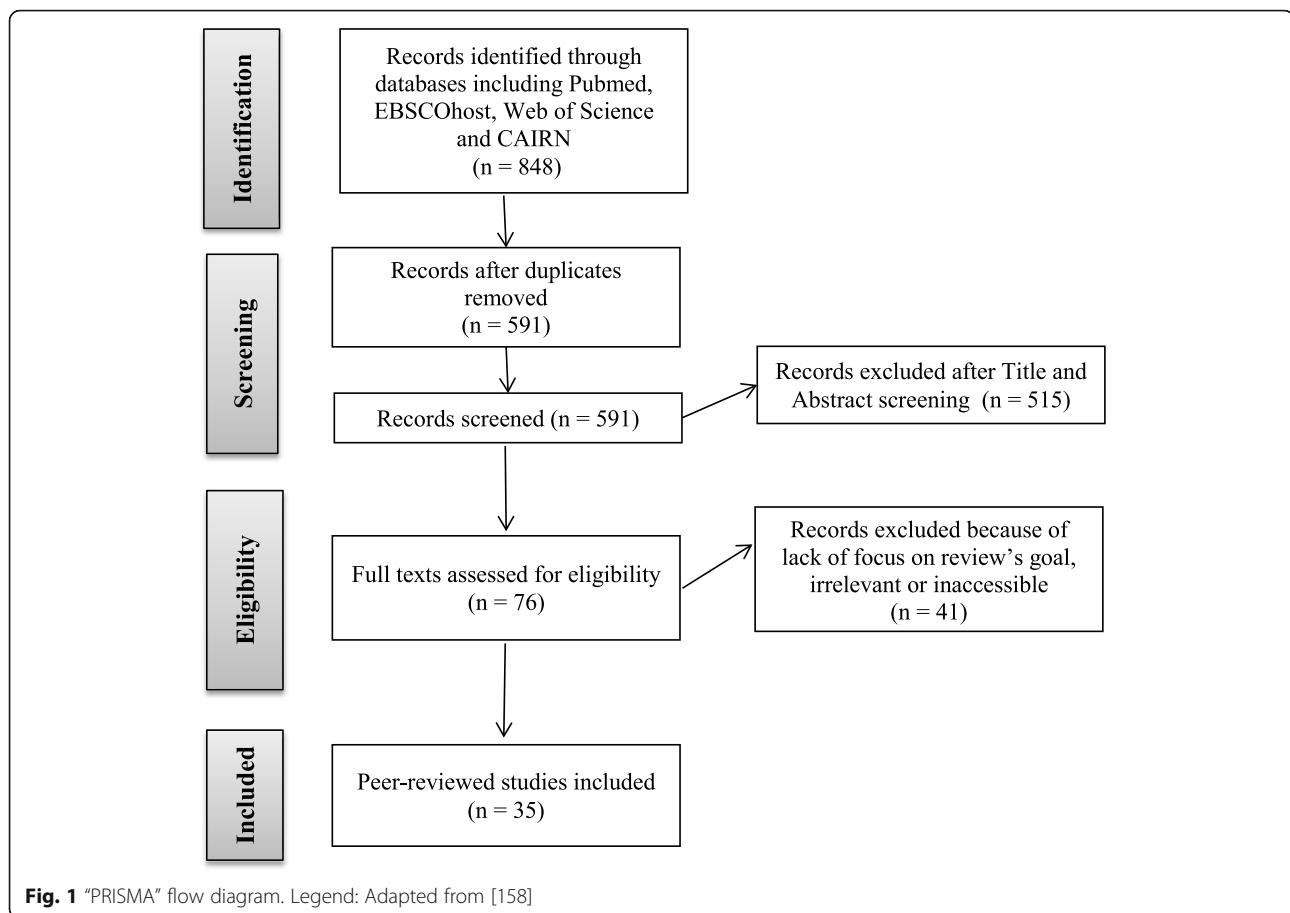 Identification
Records identified through
databases including Pubmed,
EBSCOhost, Web of Science
and CAIRN
(n = 848)
Screening
Records after duplicates
removed
(n = 591)
Records screened (n = 591)
Records excluded after Title and
Abstract screening (n = 515)
Eligibility
Full texts assessed for eligibility
(n = 76)
Records excluded because of
lack of focus on review's goal,
irrelevant or inaccessible
(n = 41)
Included
Peer-reviewed studies included
(n = 35)
Fig. 1 "PRISMA" flow diagram. Legend: Adapted from [158]